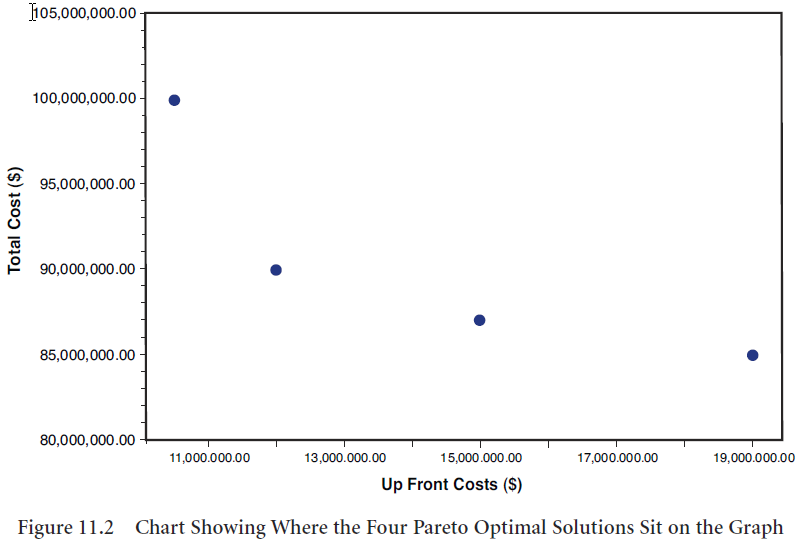 105,000,000.00
100,000,000.00
95,000,000.00
90,000,000.00
85,000,000.00
80,000,000.00
Total Cost ($)
11,000.000.00 13,000.000.00 15,000.000.00 17,000.000.00 19,000.000.00
Up Front Costs ($)
Figure 11.2 Chart Showing Where the Four Pareto Optimal Solutions Sit on the Graph